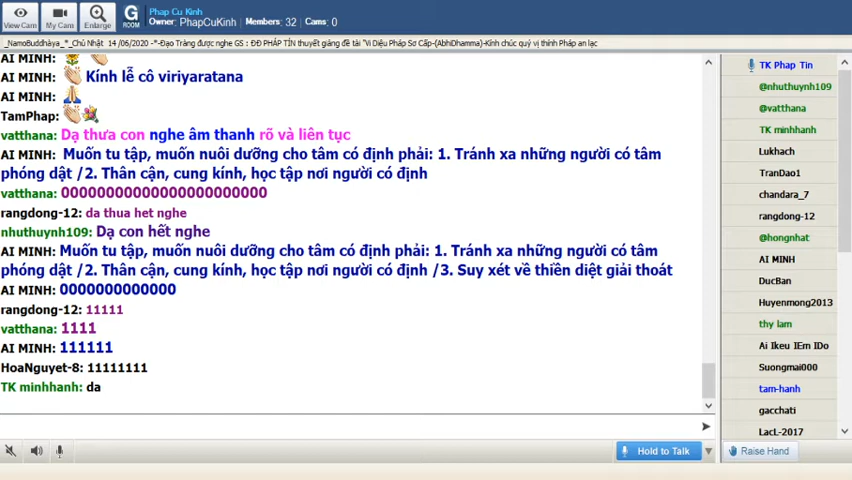 View Cam
My Cam
Enlarge
G
ROOM
Phap Cu Kinh
Owner: PhapCuKinh Members: 32 Cams: 0
_NamoBuddhàya_*_Chủ Nhật 14 /06/2020 -*-Đạo Tràng được nghe GS : ĐĐ PHÁP TÍN thuyết giảng đề tài "Vi Diệu Pháp Sơ Cấp-(AbhiDhamma)-Kính chúc quý vị thính Pháp an lạc
AI MINH:
AI MINH: Kính lễ cô viriyaratana
AI MINH:
TamPhap:
vatthana: Dạ thưa con nghe âm thanh rõ và liên tục
AI MINH: Muốn tu tập, muốn nuôi dưỡng cho tâm có định phải: 1. Tránh xa những người có tâm
phóng dật /2. Thân cận, cung kính, học tập nơi người có định
vatthana: 00000000000000000000000
rangdong-12: da thua het nghe
nhuthuynh109: Dạ con hết nghe
AI MINH: Muốn tu tập, muốn nuôi dưỡng cho tâm có định phải: 1. Tránh xa những người có tâm
phóng dật /2. Thân cận, cung kính, học tập nơi người có định /3. Suy xét về thiền diệt giải thoát
AI MINH: 0000000000000
rangdong-12: 11111
vatthana: 1111
AI MINH: 111111
HoaNguyet-8: 11111111
TK minhhanh: da
Hold to Talk
TK Phap Tin
@nhuthuynh109
@vatthana
TK minhhanh
Lukhach
TranDao1
chandara_7
rangdong-12
@hongnhat
AI MINH
DucBan
Huyenmong2013
thy lam
Ai Ikeu IEm IDo
Suongmai000
tam-hanh
gacchati
LacL-2017
Raise Hand